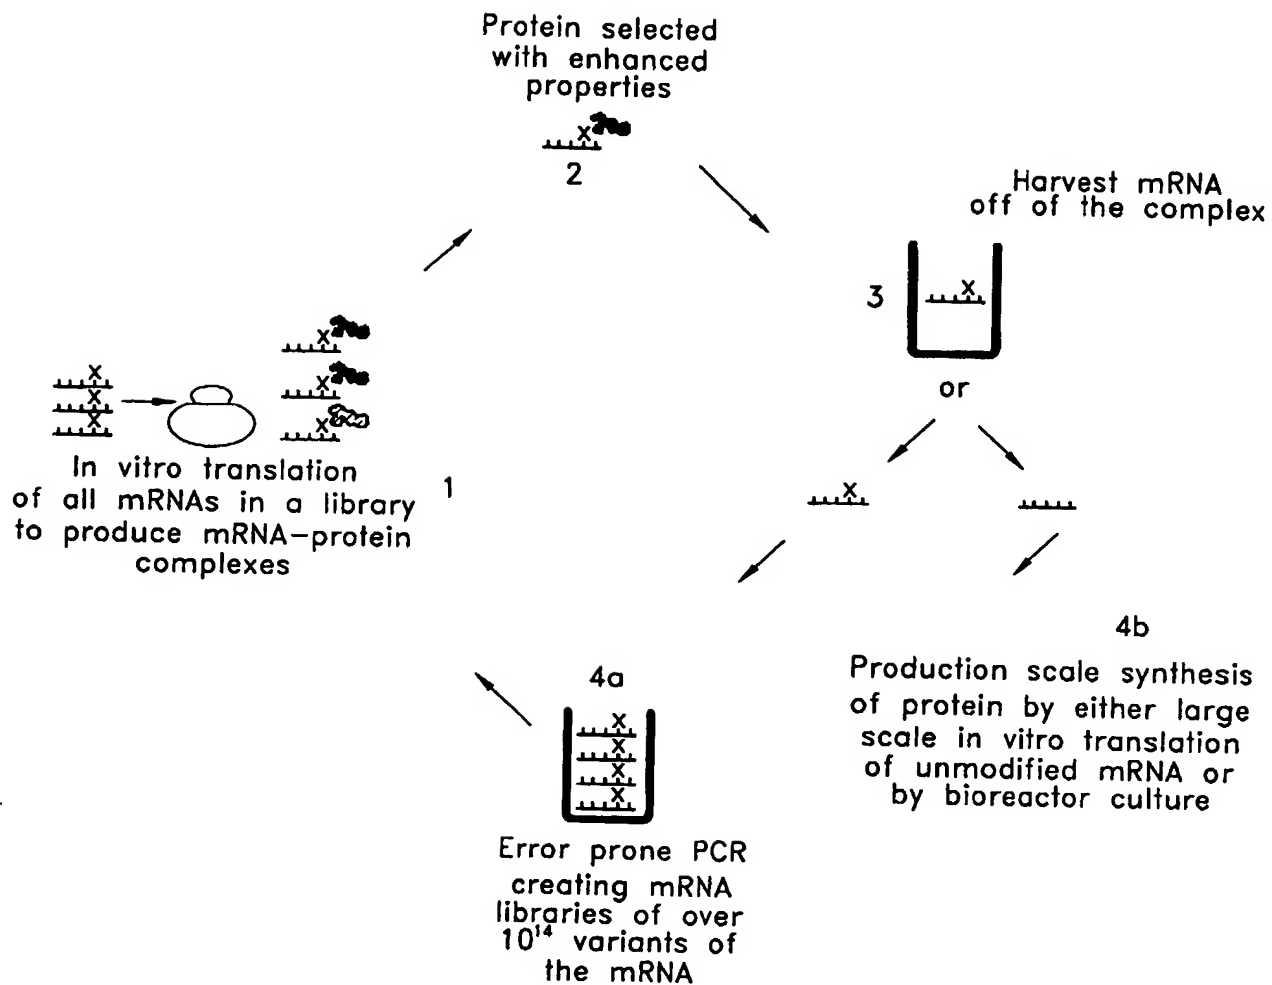 Protein selected
with enhanced
properties
X
2
Harvest mRNA
off of the complex
3
X
or
X
X
X
X
X
X
X
In vitro translation
of all mRNAs in a library
to produce mRNA-protein
complexes
1
X
4a
X
X
X
X
Error prone PCR
creating mRNA
libraries of over
10¹⁴ variants of
the mRNA
4b
Production scale synthesis
of protein by either large
scale in vitro translation
of unmodified mRNA or
by bioreactor culture